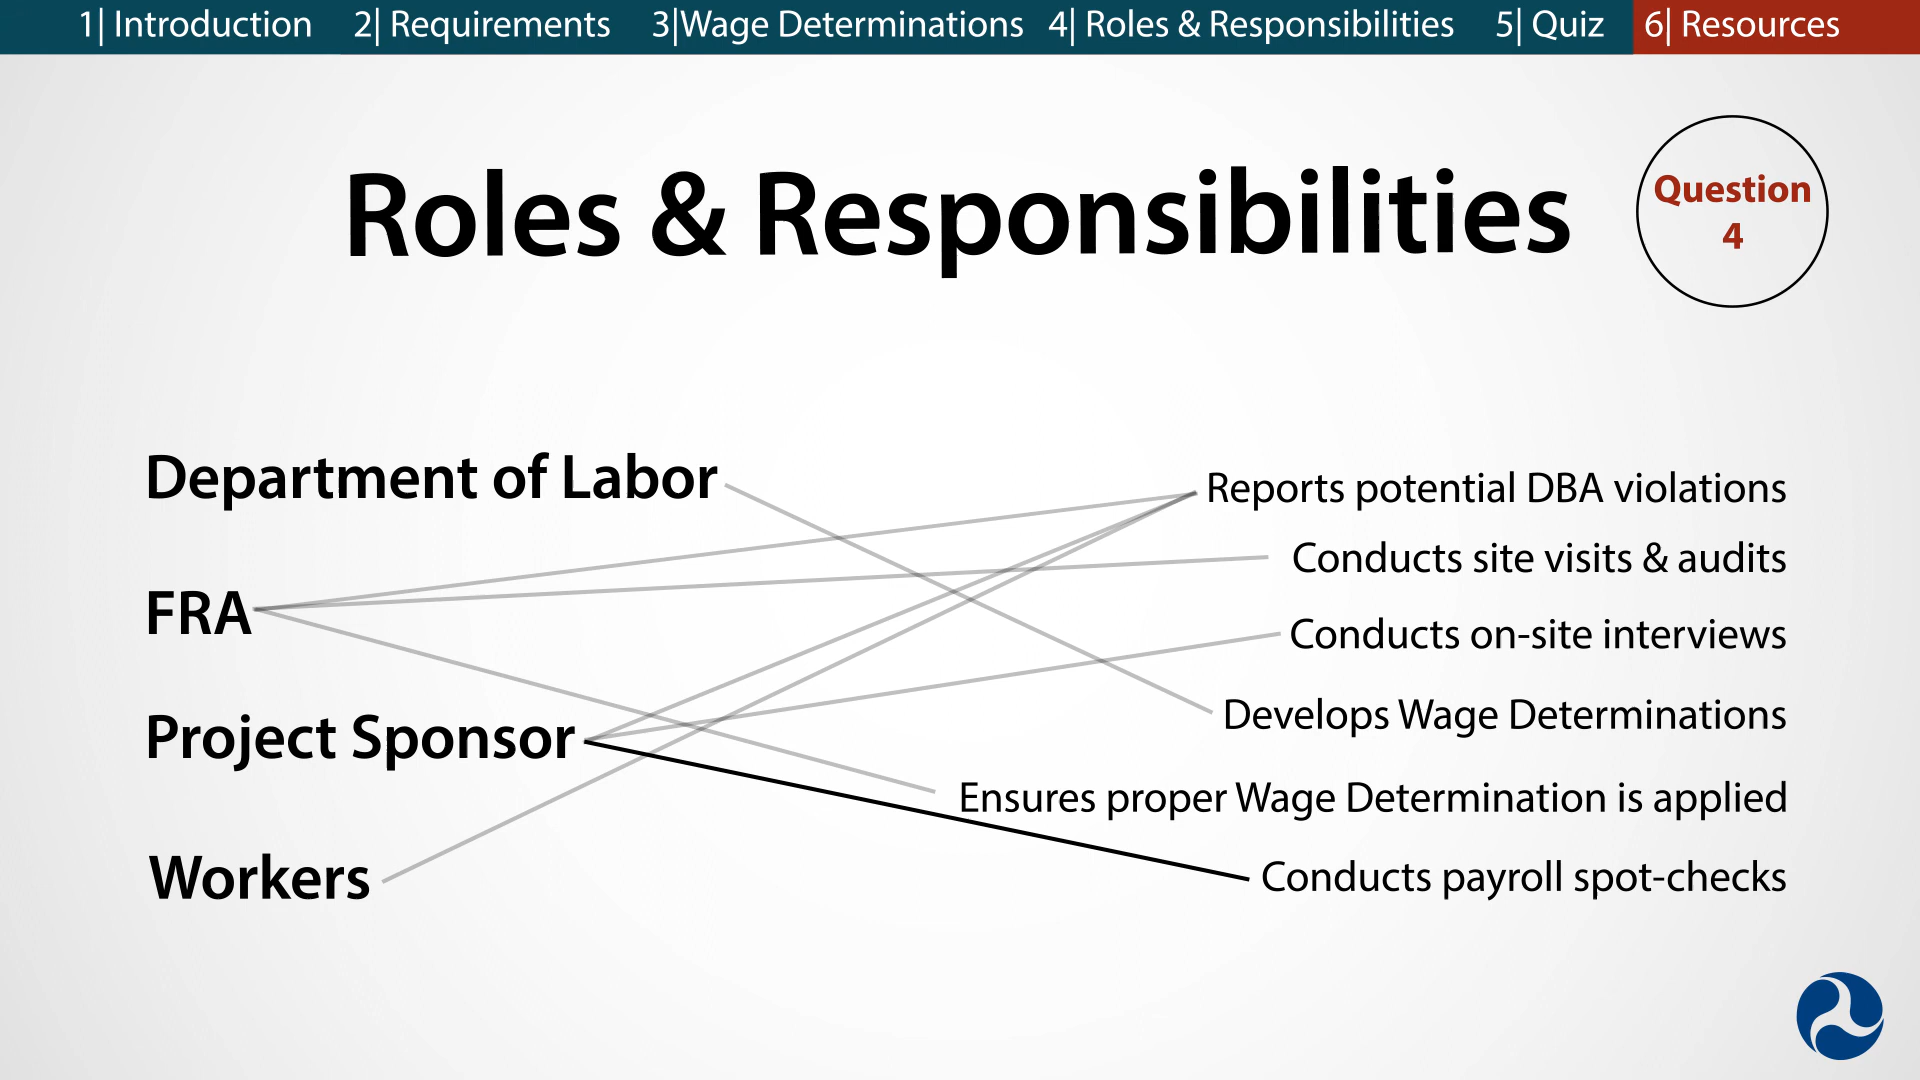 1| Introduction 2| Requirements 3|Wage Determinations 4| Roles & Responsibilities 5| Quiz 6| Resources
Roles & Responsibilities
Question
4
Department of Labor
FRA
Project Sponsor
Workers
Reports potential DBA violations
Conducts site visits & audits
Conducts on-site interviews
Develops Wage Determinations
Ensures proper Wage Determination is applied
Conducts payroll spot-checks